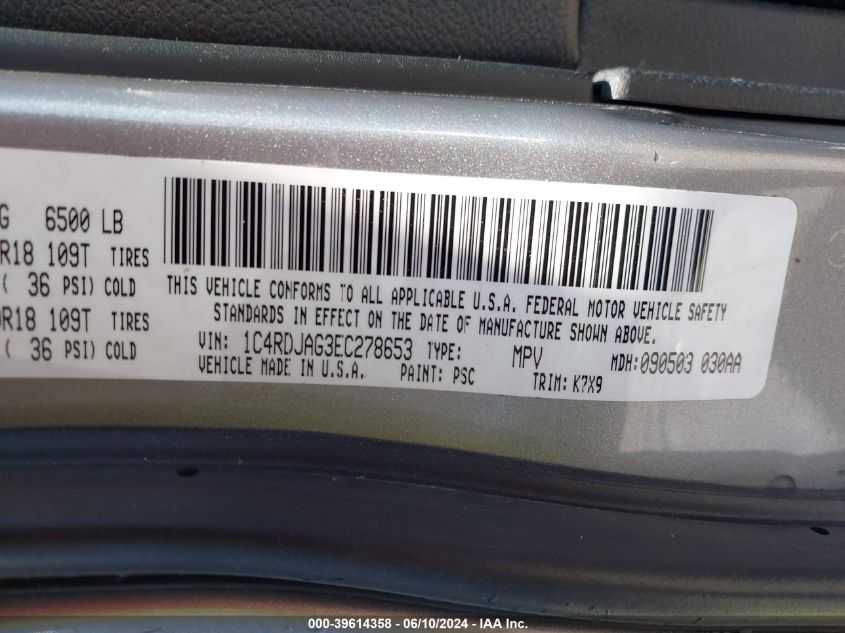 G 6500 LB
R18 109T TIRES
( 36 PSI) COLD
0R18 109T TIRES
( 36 PSI) COLD
THIS VEHICLE CONFORMS TO ALL APPLICABLE U.S.A. FEDERAL MOTOR VEHICLE SAFETY
STANDARDS IN EFFECT ON THE DATE OF MANUFACTURE SHOWN ABOVE.
VIN: 1C4RDJAG3EC278653 TYPE: MPV MDH:090503 030AA
VEHICLE MADE IN U.S.A. PAINT: PSC TRIM: K7X9
000-39614358 - 06/10/2024 - IAA Inc.